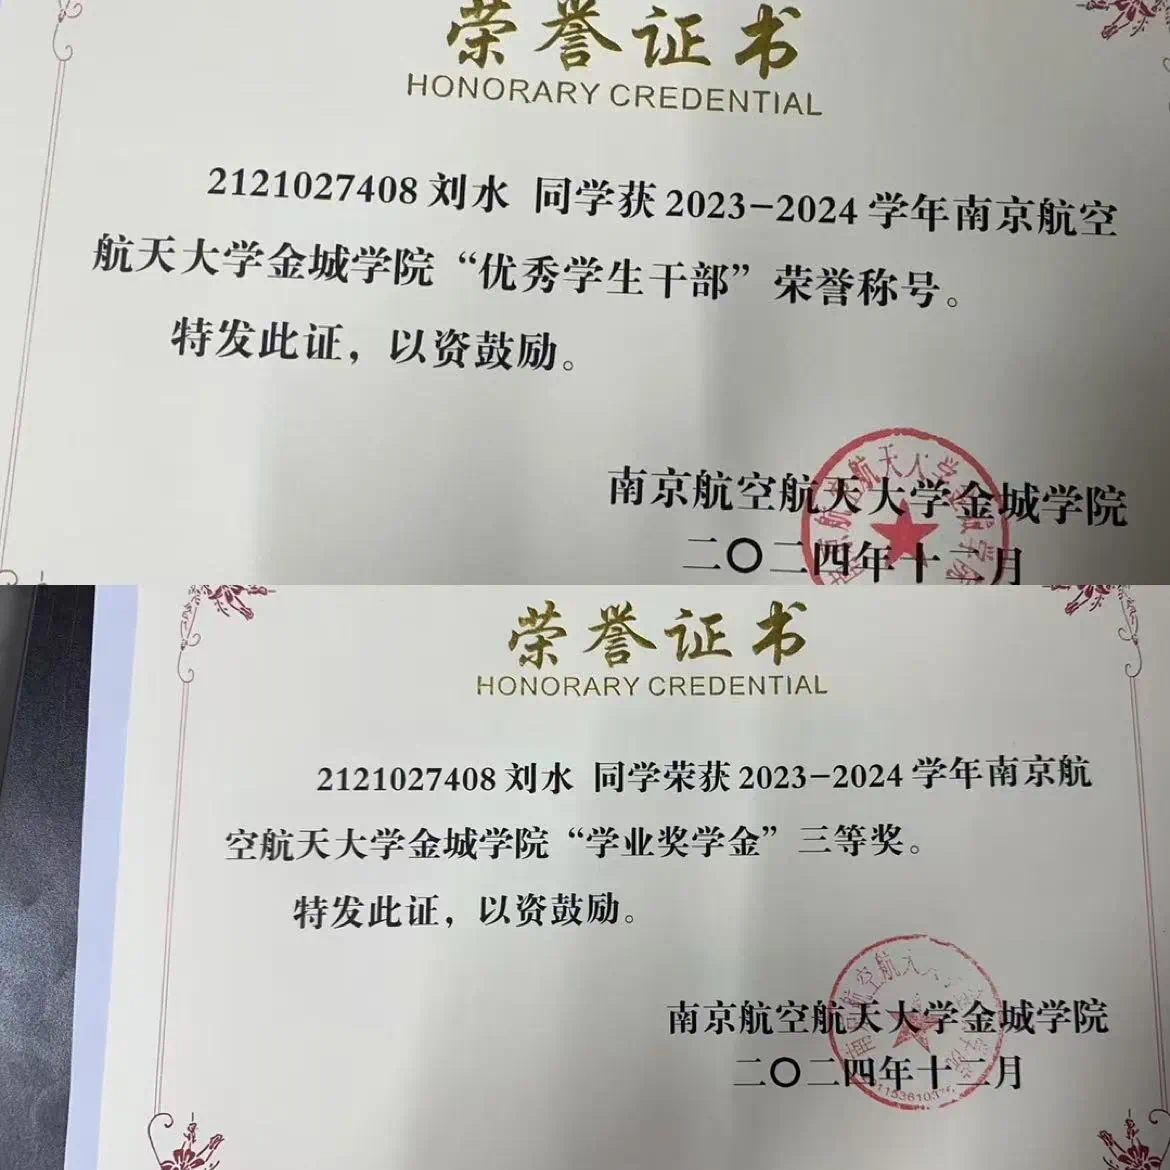 荣誉证书
HONORARY CREDENTIAL
2121027408 刘水 同学获 2023-2024 学年南京航空
航天大学金城学院“优秀学生干部”荣誉称号。
特发此证，以资鼓励。
南京航空航天大学金城学院
二〇二四年十二月
荣誉证书
HONORARY CREDENTIAL
2121027408 刘水 同学荣获 2023-2024 学年南京航
空航天大学金城学院“学业奖学金”三等奖。
特发此证，以资鼓励。
南京航空航天大学金城学院
二〇二四年十二月